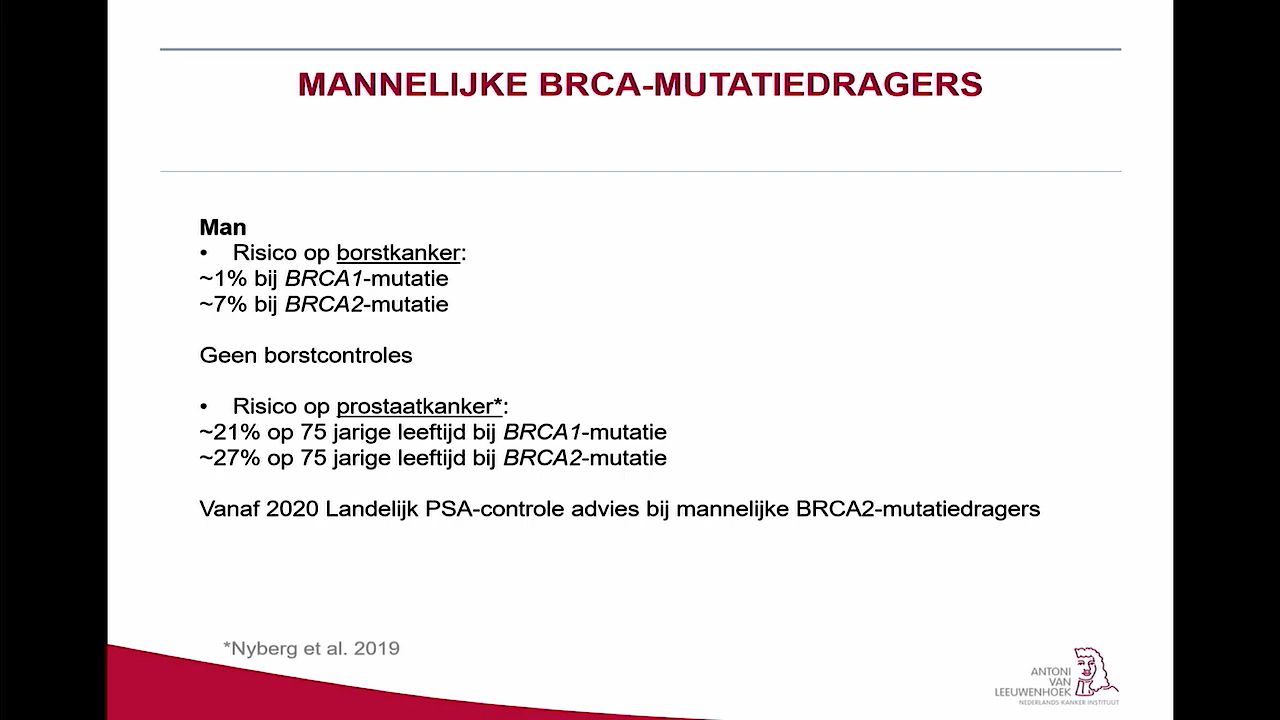 MANNELIJKE BRCA-MUTATIEDRAGERS
Man
• Risico op borstkanker:
~1% bij BRCA1-mutatie
~7% bij BRCA2-mutatie
Geen borstcontroles
• Risico op prostaatkanker*:
~21% op 75 jarige leeftijd bij BRCA1-mutatie
~27% op 75 jarige leeftijd bij BRCA2-mutatie
Vanaf 2020 Landelijk PSA-controle advies bij mannelijke BRCA2-mutatiedragers
*Nyberg et al. 2019
ANTONI
VAN
LEEUWENHOEK
NEDERLANDS KANKER INSTITUUT